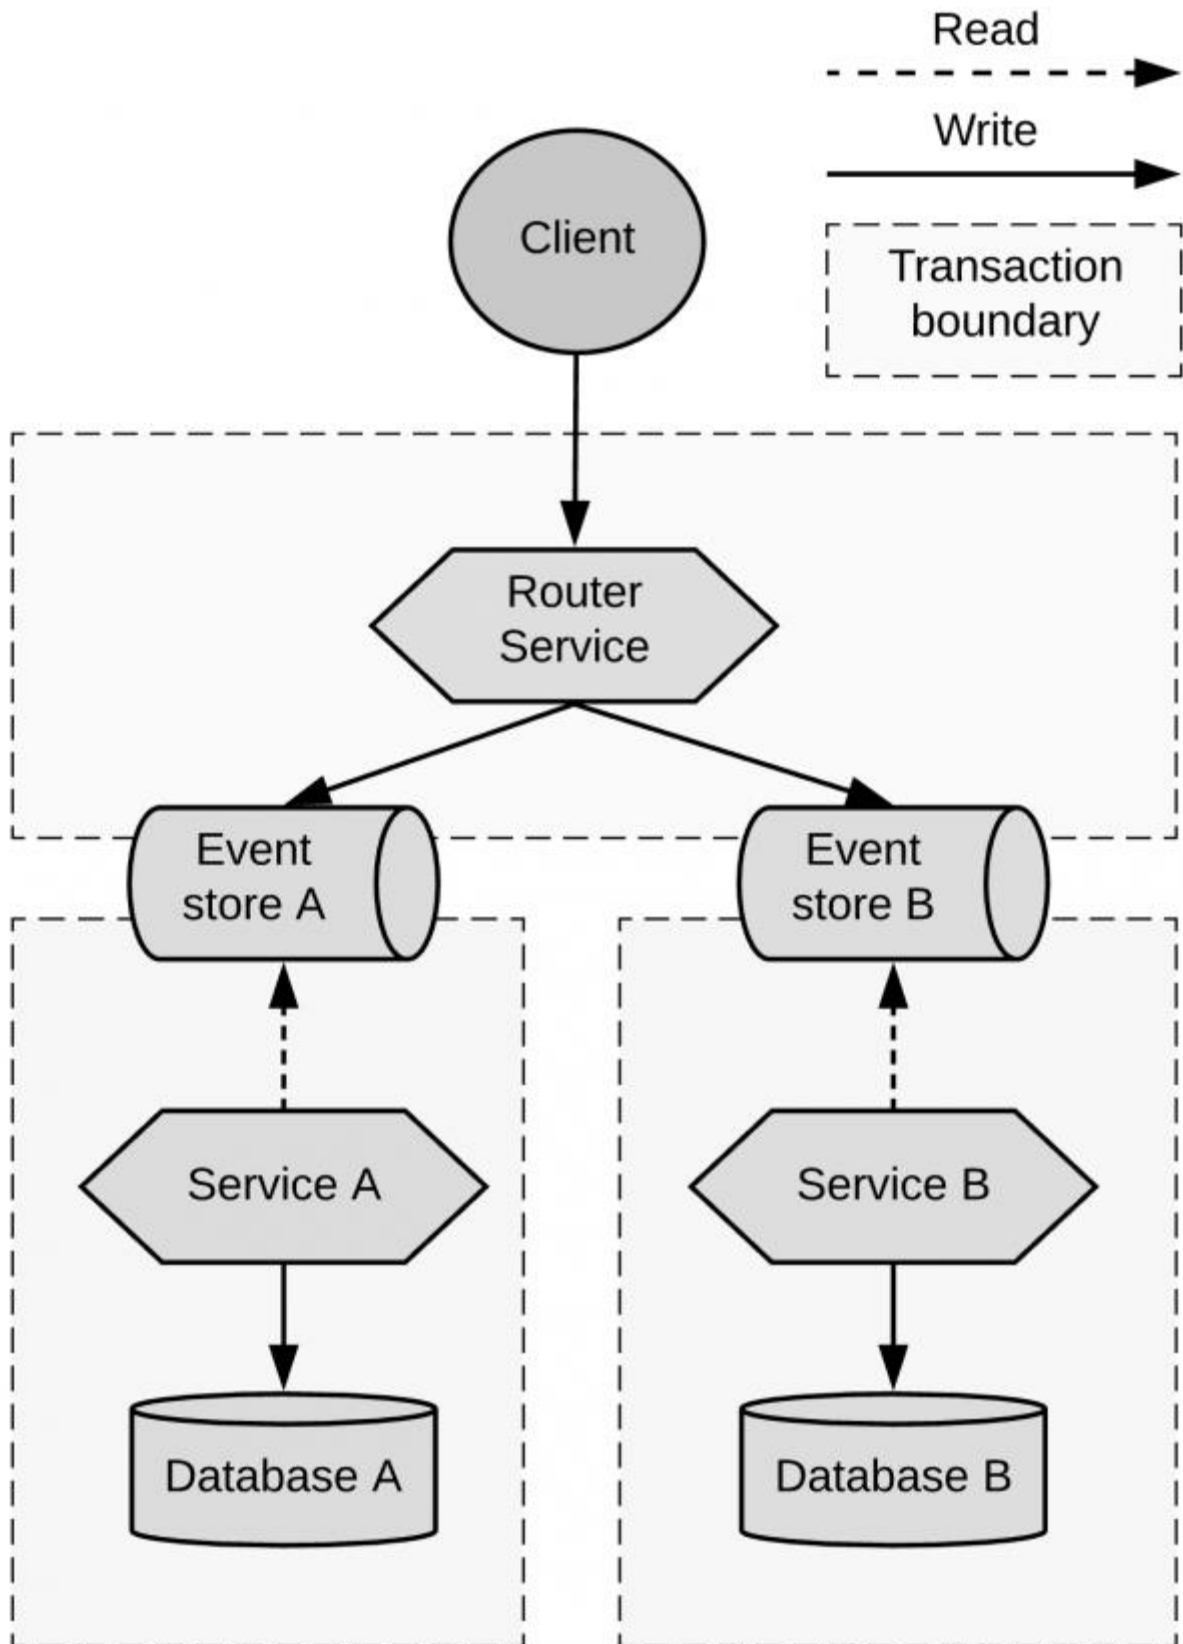 Read
Write
Client
Transaction
boundary
Router
Service
Event
store A
Event
store B
Service A
Service B
Database A
Database B